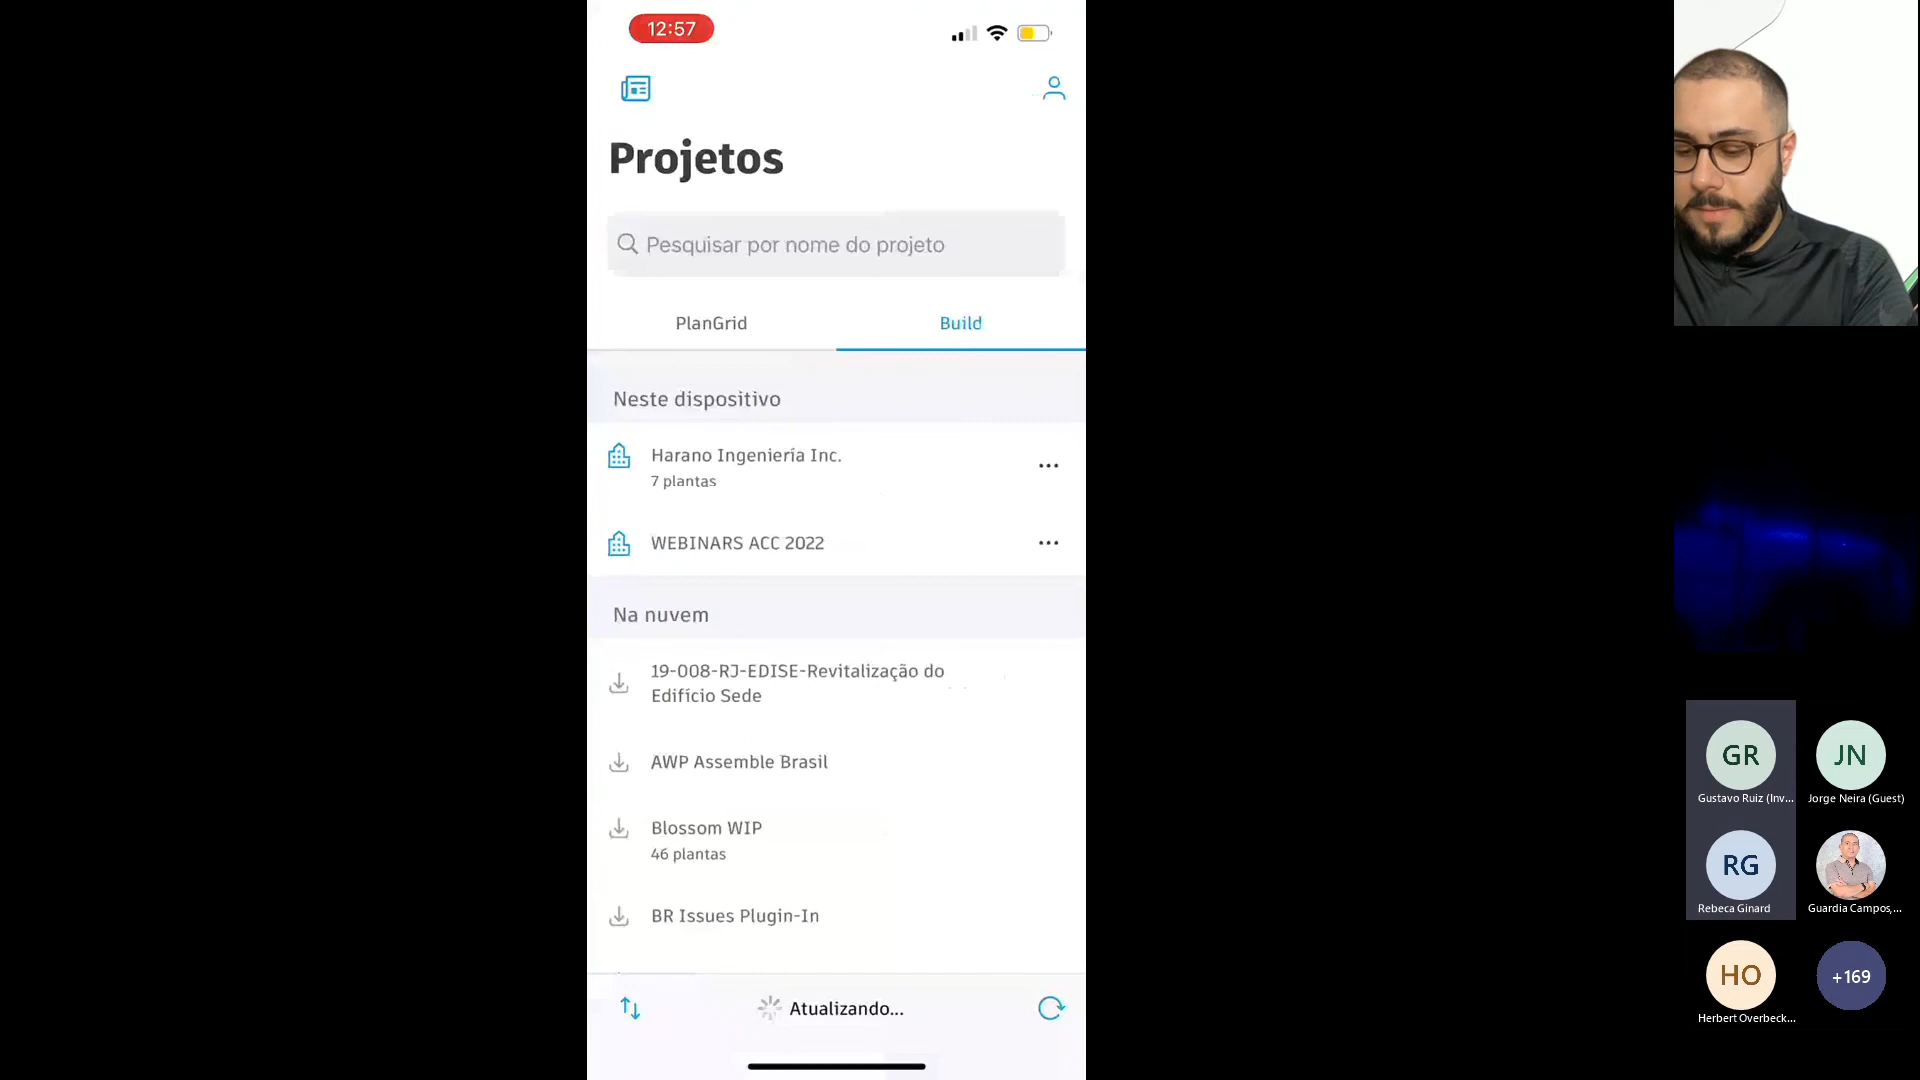 12:57
Projetos
Pesquisar por nome do projeto
PlanGrid
Build
Neste dispositivo
Harano Ingeniería Inc.
7 plantas
WEBINARS ACC 2022
Na nuvem
19-008-RJ-EDISE-Revitalização do
Edifício Sede
AWP Assemble Brasil
Blossom WIP
46 plantas
BR Issues Plugin-In
Atualizando...
GR
JN
Gustavo Ruiz (Inv...
Jorge Neira (Guest)
RG
Rebeca Ginard
Guardia Campos,...
HO
+169
Herbert Overbeck...